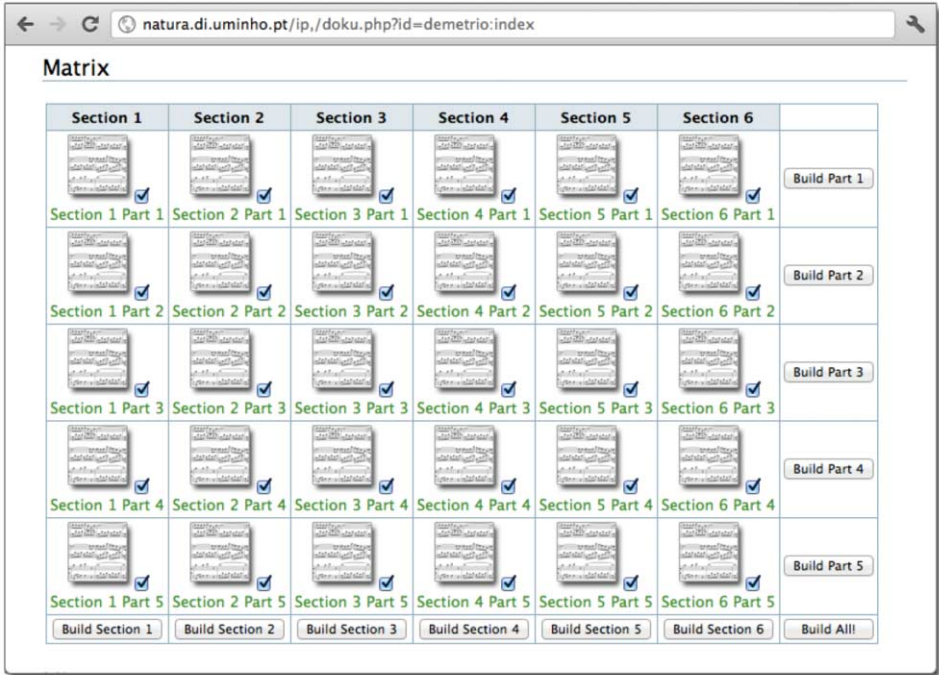 natura.di.uminho.pt/ip,/doku.php?id=demetrio:index
Matrix
Section 1 Section 2 Section 3 Section 4 Section 5 Section 6
Build Part 1
Section 1 Part 1 Section 2 Part 1 Section 3 Part 1 Section 4 Part 1 Section 5 Part 1 Section 6 Part 1
Build Part 2
Section 1 Part 2 Section 2 Part 2 Section 3 Part 2 Section 4 Part 2 Section 5 Part 2 Section 6 Part 2
Build Part 3
Section 1 Part 3 Section 2 Part 3 Section 3 Part 3 Section 4 Part 3 Section 5 Part 3 Section 6 Part 3
Build Part 4
Section 1 Part 4 Section 2 Part 4 Section 3 Part 4 Section 4 Part 4 Section 5 Part 4 Section 6 Part 4
Build Part 5
Section 1 Part 5 Section 2 Part 5 Section 3 Part 5 Section 4 Part 5 Section 5 Part 5 Section 6 Part 5
Build Section 1 Build Section 2 Build Section 3 Build Section 4 Build Section 5 Build Section 6 Build All!